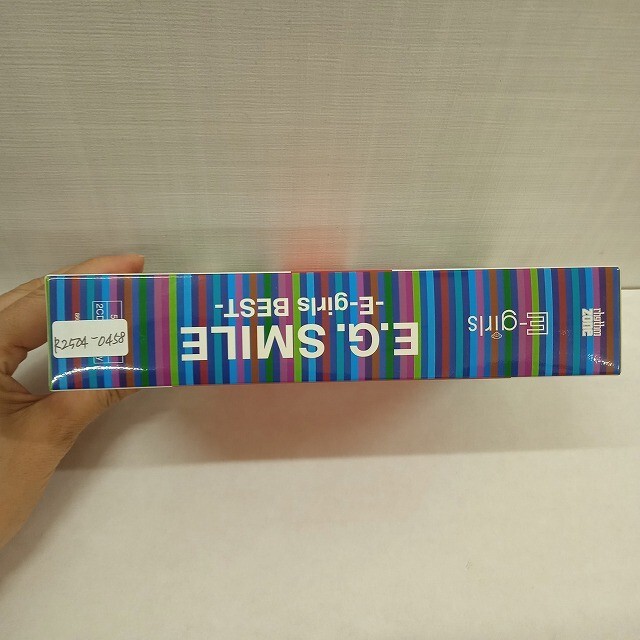 E.G. SMILE
-E-girls BEST-
E-girls
rhythm
zone
R2504-0458